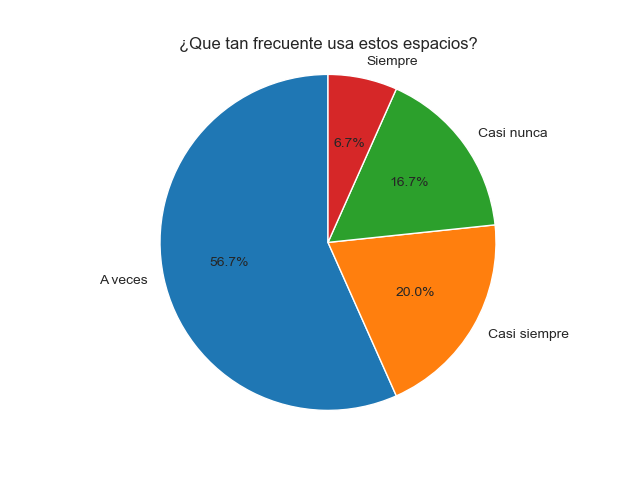 ¿Que tan frecuente usa estos espacios?
Siempre
6.7%
Casi nunca
16.7%
56.7%
A veces
20.0%
Casi siempre